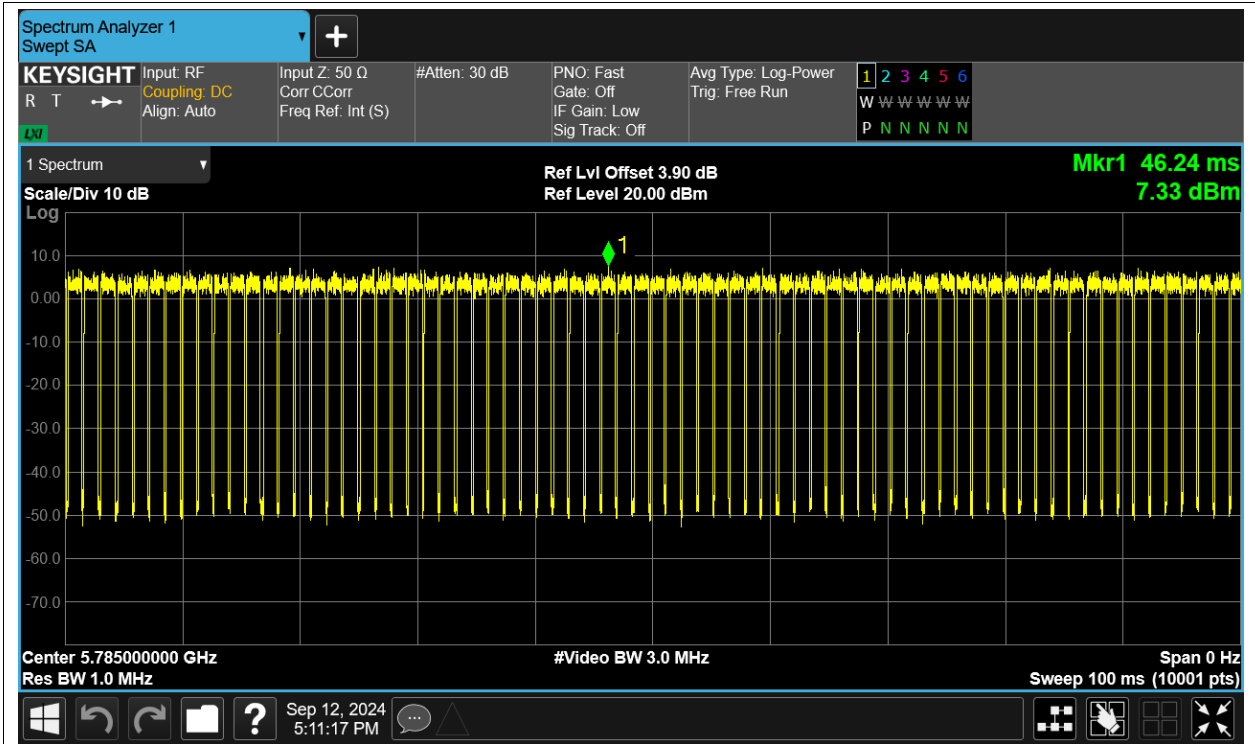 Spectrum Analyzer 1
Swept SA
KEYSIGHT
R T
LXI
Input: RF
Coupling: DC
Align: Auto
Input Z: 50 Ω
Corr CCorr
Freq Ref: Int (S)
#Atten: 30 dB
PNO: Fast
Gate: Off
IF Gain: Low
Sig Track: Off
Avg Type: Log-Power
Trig: Free Run
1 2 3 4 5 6
W W W W W W
P N N N N N
1 Spectrum
Scale/Div 10 dB
Log
Ref Lvl Offset 3.90 dB
Ref Level 20.00 dBm
Mkr1 46.24 ms
7.33 dBm
1
10.0
0.00
-10.0
-20.0
-30.0
-40.0
-50.0
-60.0
-70.0
Center 5.785000000 GHz
Res BW 1.0 MHz
#Video BW 3.0 MHz
Span 0 Hz
Sweep 100 ms (10001 pts)
?
Sep 12, 2024
5:11:17 PM